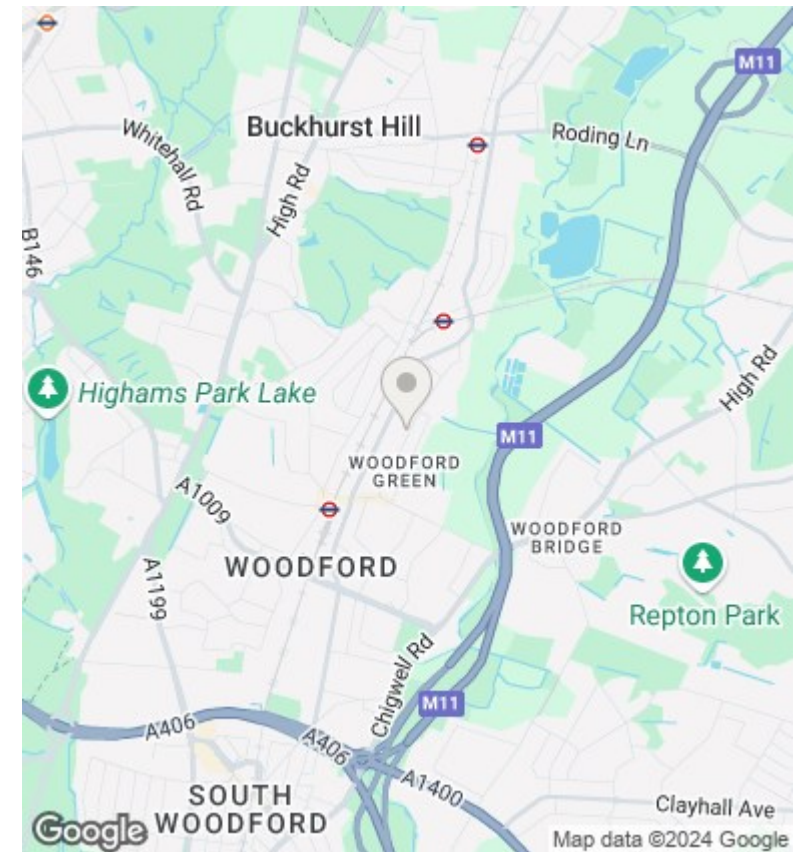 M11
Buckhurst Hill
Roding Ln
Whitehall Rd
High Rd
B146
Highams Park Lake
High Rd
M11
WOODFORD
GREEN
A1009
WOODFORD
BRIDGE
WOODFORD
A1199
Repton Park
Chigwell Rd
M11
A406
A406
A1400
SOUTH
WOODFORD
Clayhall Ave
Google
Map data ©2024 Google